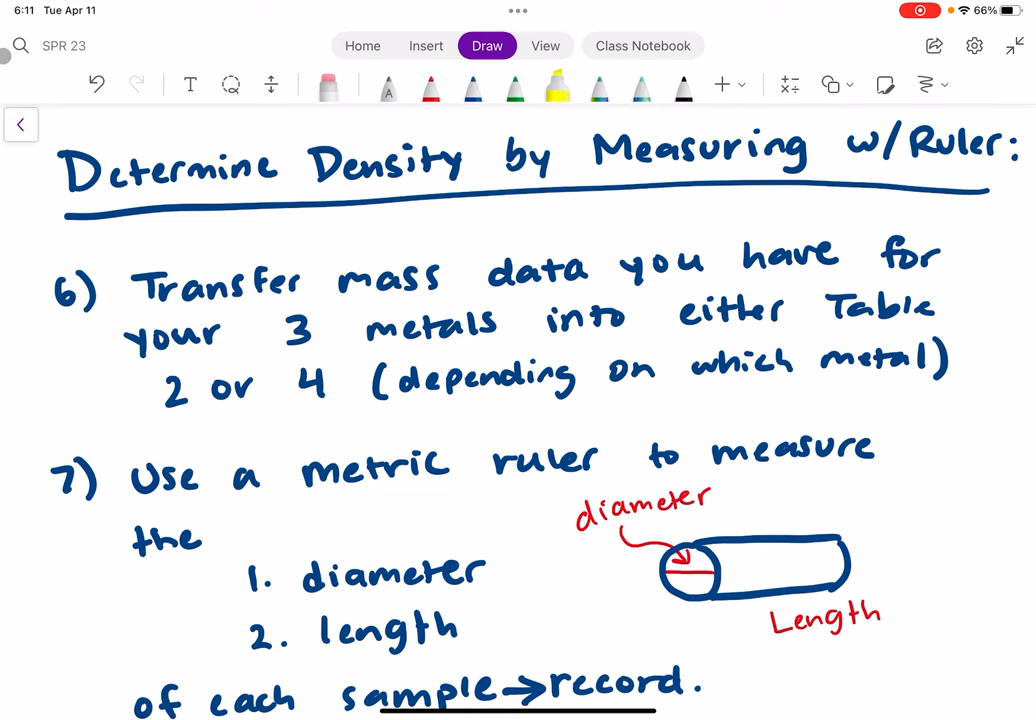 6:11 Tue Apr 11
66%
SPR 23
Home Insert Draw View Class Notebook
T
A
Determine Density by Measuring w/Ruler:
6) Transfer mass data you have for
your 3 metals into either Table
2 or 4 (depending on which metal)
7) Use a metric ruler to measure
the
diameter
1. diameter
2. length
Length
of each sample→record.